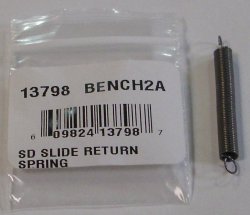 13798 BENCH2A
6 09824 13798 7
SD SLIDE RETURN
SPRING